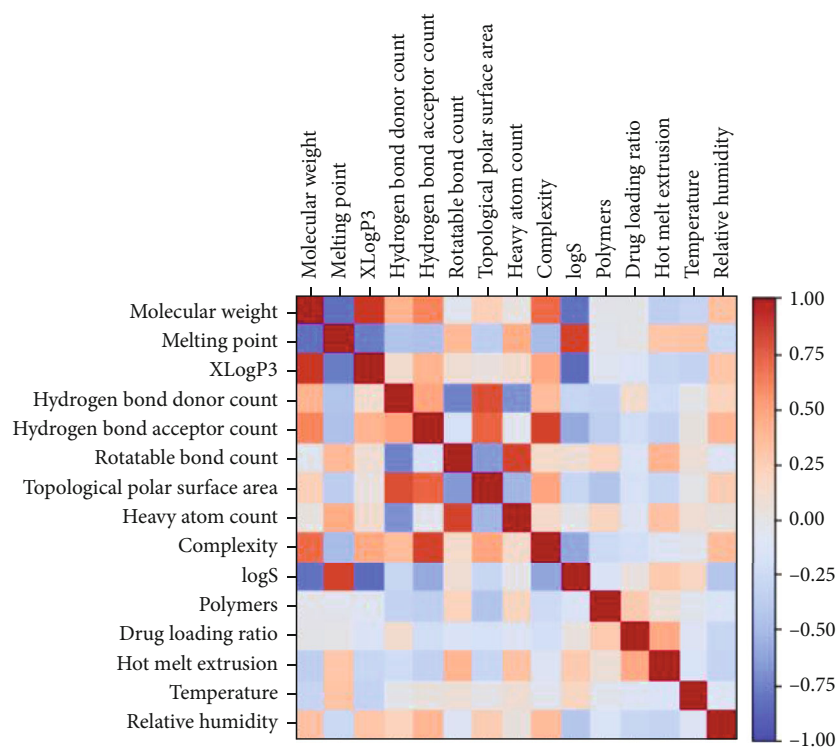 Molecular weight
Melting point
XLogP3
Hydrogen bond donor count
Hydrogen bond acceptor count
Rotatable bond count
Topological polar surface area
Heavy atom count
Complexity
logS
Polymers
Drug loading ratio
Hot melt extrusion
Temperature
Relative humidity
Molecular weight
Melting point
XLogP3
Hydrogen bond donor count
Hydrogen bond acceptor count
Rotatable bond count
Topological polar surface area
Heavy atom count
Complexity
logS
Polymers
Drug loading ratio
Hot melt extrusion
Temperature
Relative humidity
1.00
0.75
0.50
0.25
0.00
−0.25
−0.50
−0.75
−1.00